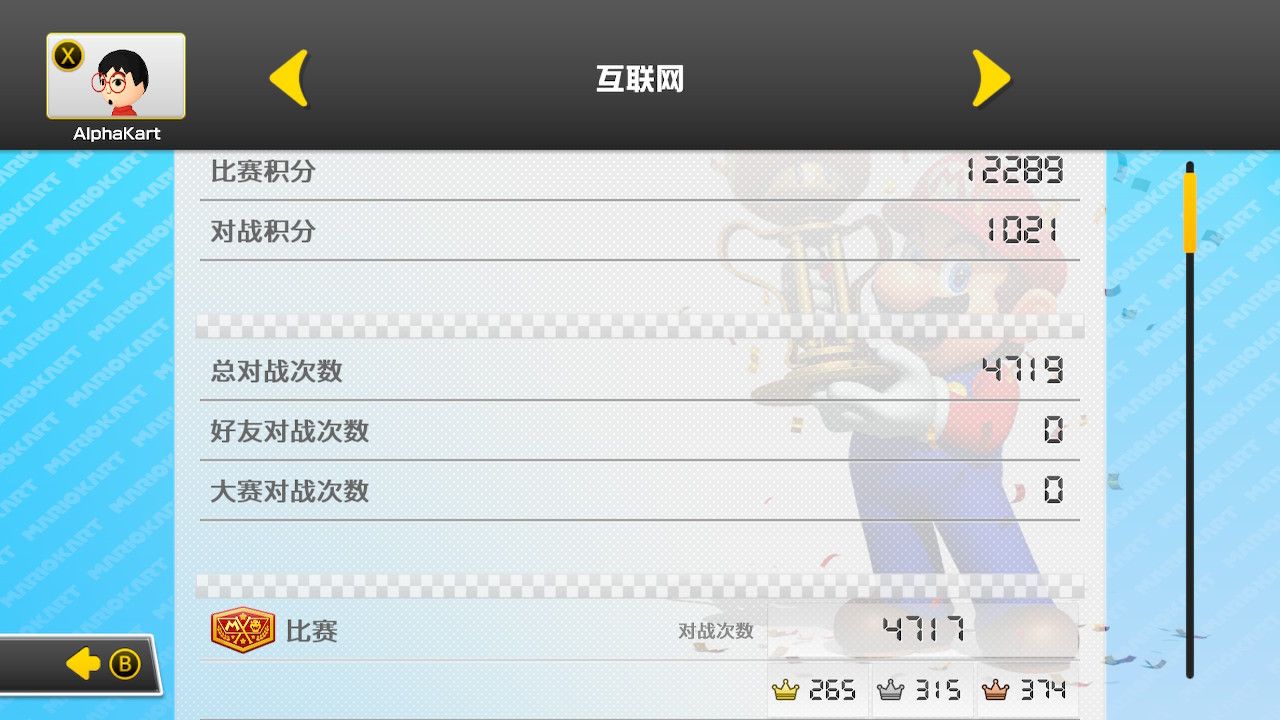 X
互联网
AlphaKart
比赛积分 12289
对战积分 1021
总对战次数 4719
好友对战次数 0
大赛对战次数 0
比赛 对战次数 4717
B
265 315 374
MARIOKART